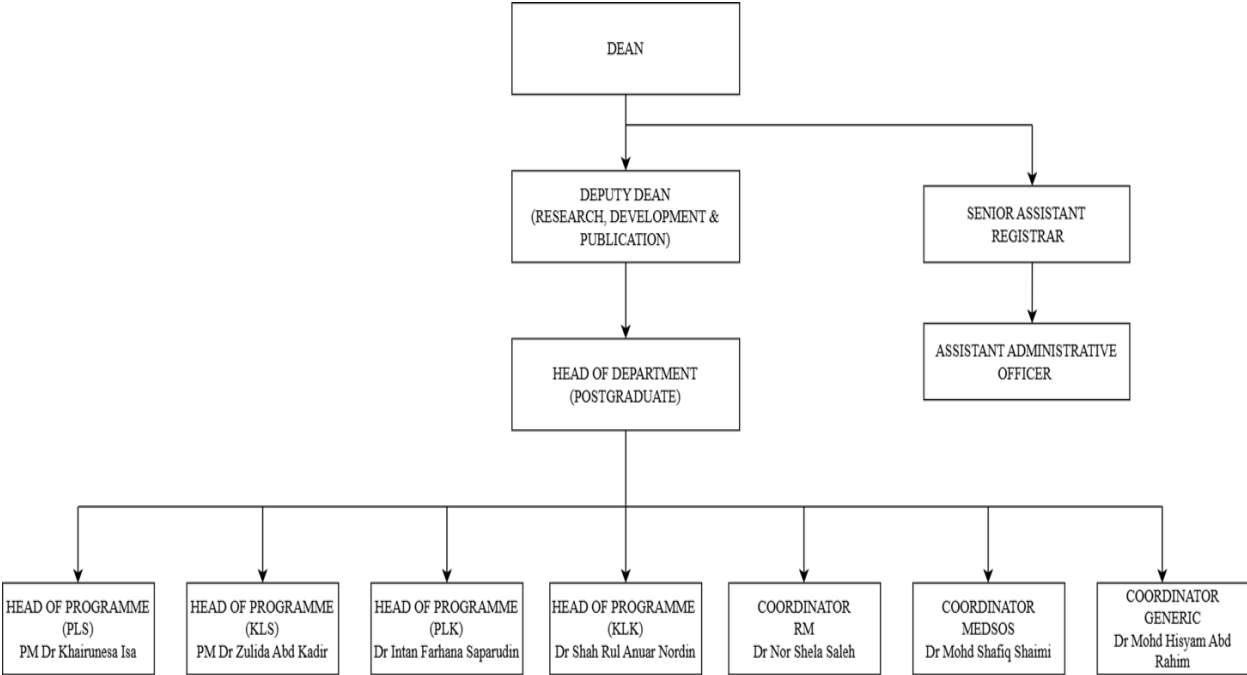 DEAN
DEPUTY DEAN
(RESEARCH, DEVELOPMENT &
PUBLICATION)
SENIOR ASSISTANT
REGISTRAR
HEAD OF DEPARTMENT
(POSTGRADUATE)
ASSISTANT ADMINISTRATIVE
OFFICER
HEAD OF PROGRAMME
(PLS)
PM Dr Khairunesa Isa
HEAD OF PROGRAMME
(KLS)
PM Dr Zulida Abd Kadir
HEAD OF PROGRAMME
(PLK)
Dr Intan Farhana Saparudin
HEAD OF PROGRAMME
(KLK)
Dr Shah Rul Anuar Nordin
COORDINATOR
RM
Dr Nor Shela Saleh
COORDINATOR
MEDSOS
Dr Mohd Shafiq Shaimi
COORDINATOR
GENERIC
Dr Mohd Hisyam Abd
Rahim